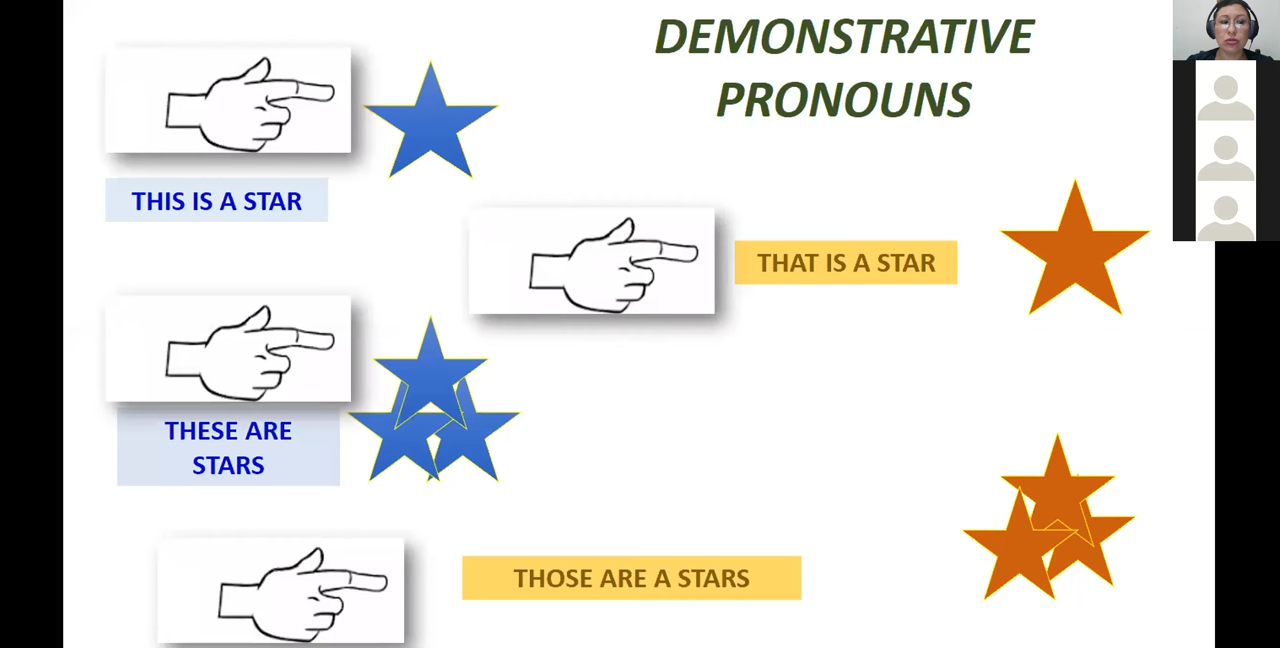 DEMONSTRATIVE
PRONOUNS
THIS IS A STAR
THAT IS A STAR
THESE ARE
STARS
THOSE ARE A STARS